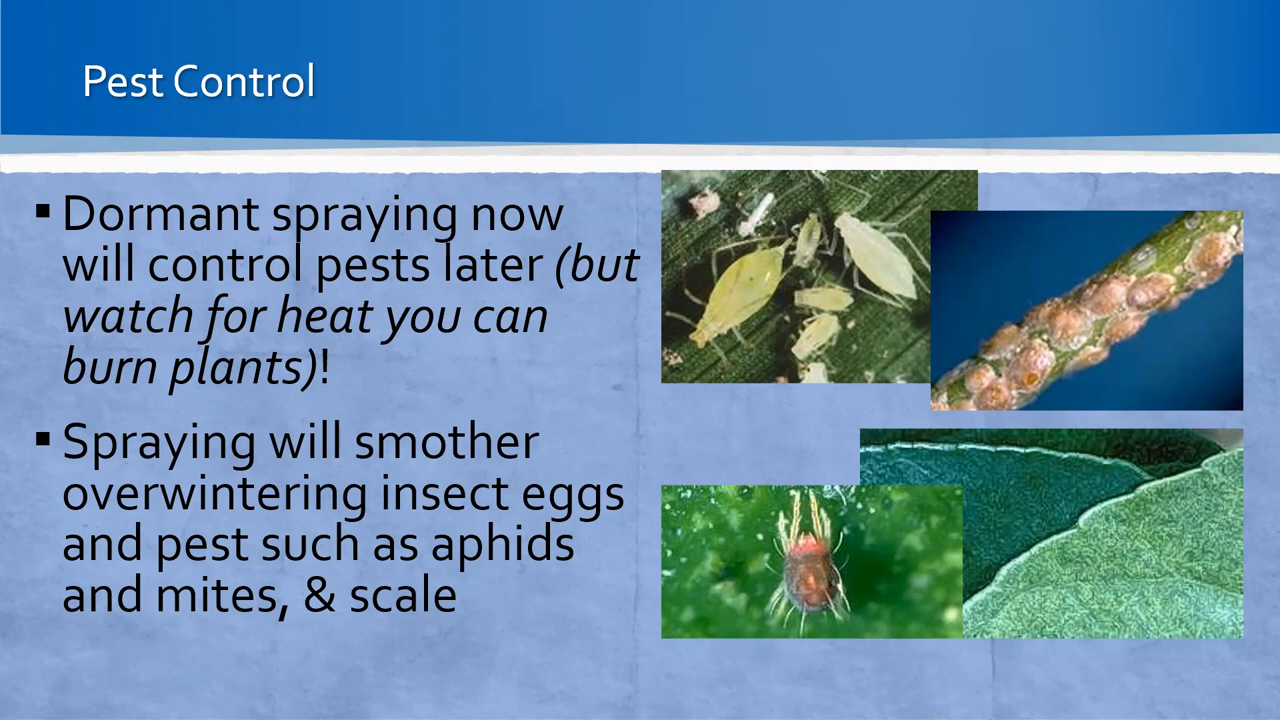 Pest Control
▪ Dormant spraying now
will control pests later (but
watch for heat you can
burn plants)!
▪ Spraying will smother
overwintering insect eggs
and pest such as aphids
and mites, & scale